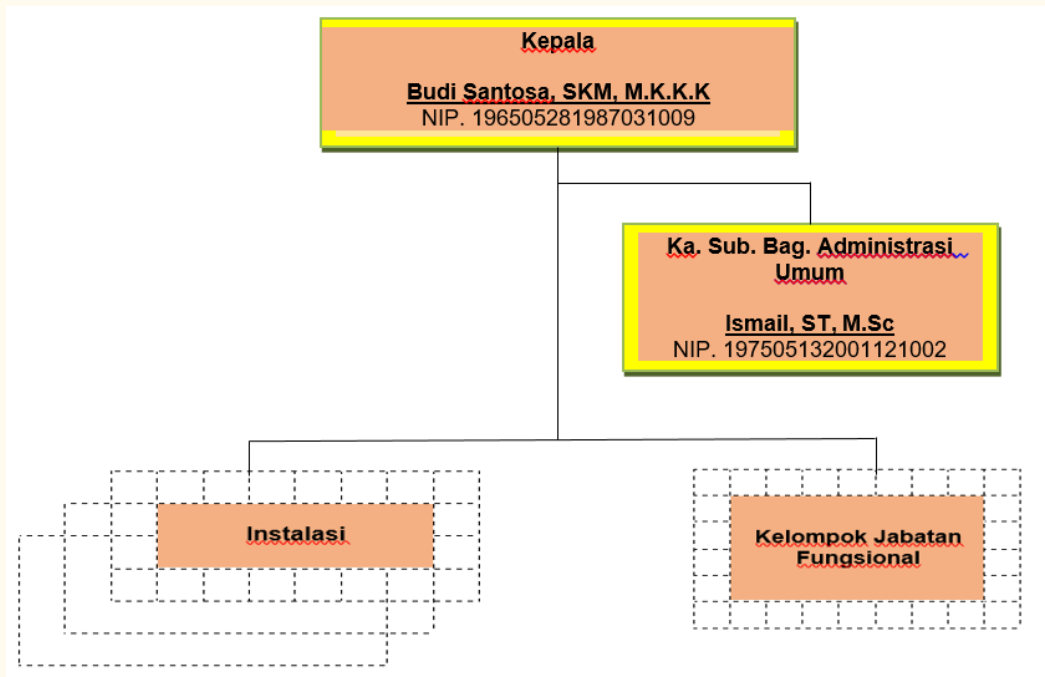 Kepala
Budi Santosa, SKM, M.K.K.K
NIP. 196505281987031009
Ka. Sub. Bag. Administrasi
Umum
Ismail, ST, M.Sc
NIP. 197505132001121002
Instalasi
Kelompok Jabatan
Fungsional